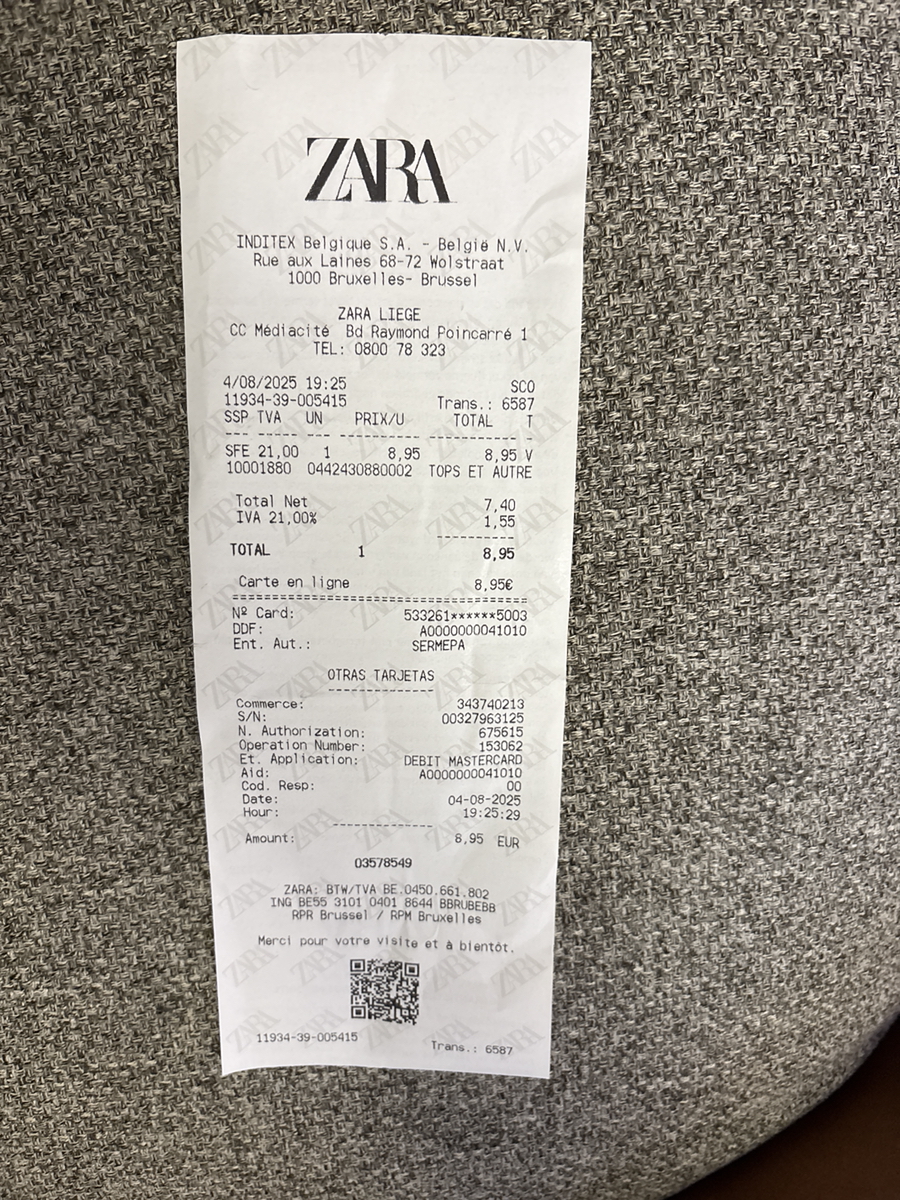 ZARA
INDITEX Belgique S.A. - België N.V.
Rue aux Laines 68-72 Wolstraat
1000 Bruxelles- Brussel
ZARA LIEGE
CC Médiacité Bd Raymond Poincarré 1
TEL: 0800 78 323
4/08/2025 19:25 SCO
11934-39-005415 Trans.: 6587
SSP TVA UN PRIX/U TOTAL T
SFE 21,00 1 8,95 8,95 V
10001880 0442430880002 TOPS ET AUTRE
Total Net 7,40
IVA 21,00% 1,55
TOTAL 1 8,95
Carte en ligne 8,95€
Nº Card: 533261******5003
DDF: A0000000041010
Ent. Aut.: SERMEPA
OTRAS TARJETAS
Commerce: 343740213
S/N: 00327963125
N. Authorization: 675615
Operation Number: 153062
Et. Application: DEBIT MASTERCARD
Aid: A0000000041010
Cod. Resp: 00
Date: 04-08-2025
Hour: 19:25:29
Amount: 8,95 EUR
03578549
ZARA: BTW/TVA BE.0450.661.802
ING BE55 3101 0401 8644 BBRUBEBB
RPR Brussel / RPM Bruxelles
Merci pour votre visite et à bientôt.
11934-39-005415 Trans.: 6587